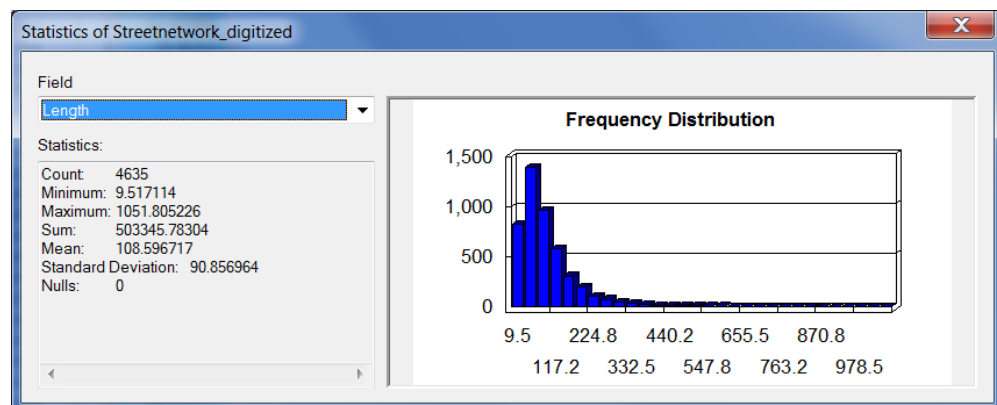 Statistics of Streetnetwork_digitized
X
Field
Length
Statistics:
Count: 4635
Minimum: 9.517114
Maximum: 1051.805226
Sum: 503345.78304
Mean: 108.596717
Standard Deviation: 90.856964
Nulls: 0
Frequency Distribution
1,500
1,000
500
0
9.5 224.8 440.2 655.5 870.8
117.2 332.5 547.8 763.2 978.5